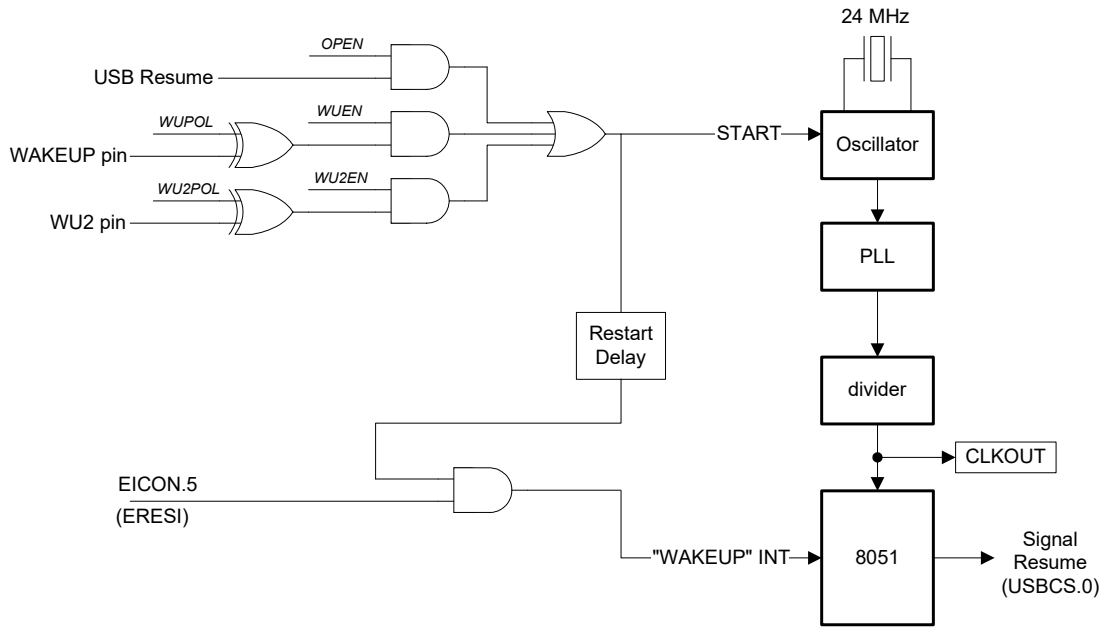 24 MHz
OPEN
USB Resume
WUPOL
WUEN
WAKEUP pin
START
Oscillator
WU2POL
WU2EN
WU2 pin
PLL
Restart
Delay
divider
CLKOUT
EICON.5
(ERESI)
"WAKEUP" INT
8051
Signal
Resume
(USBCS.0)